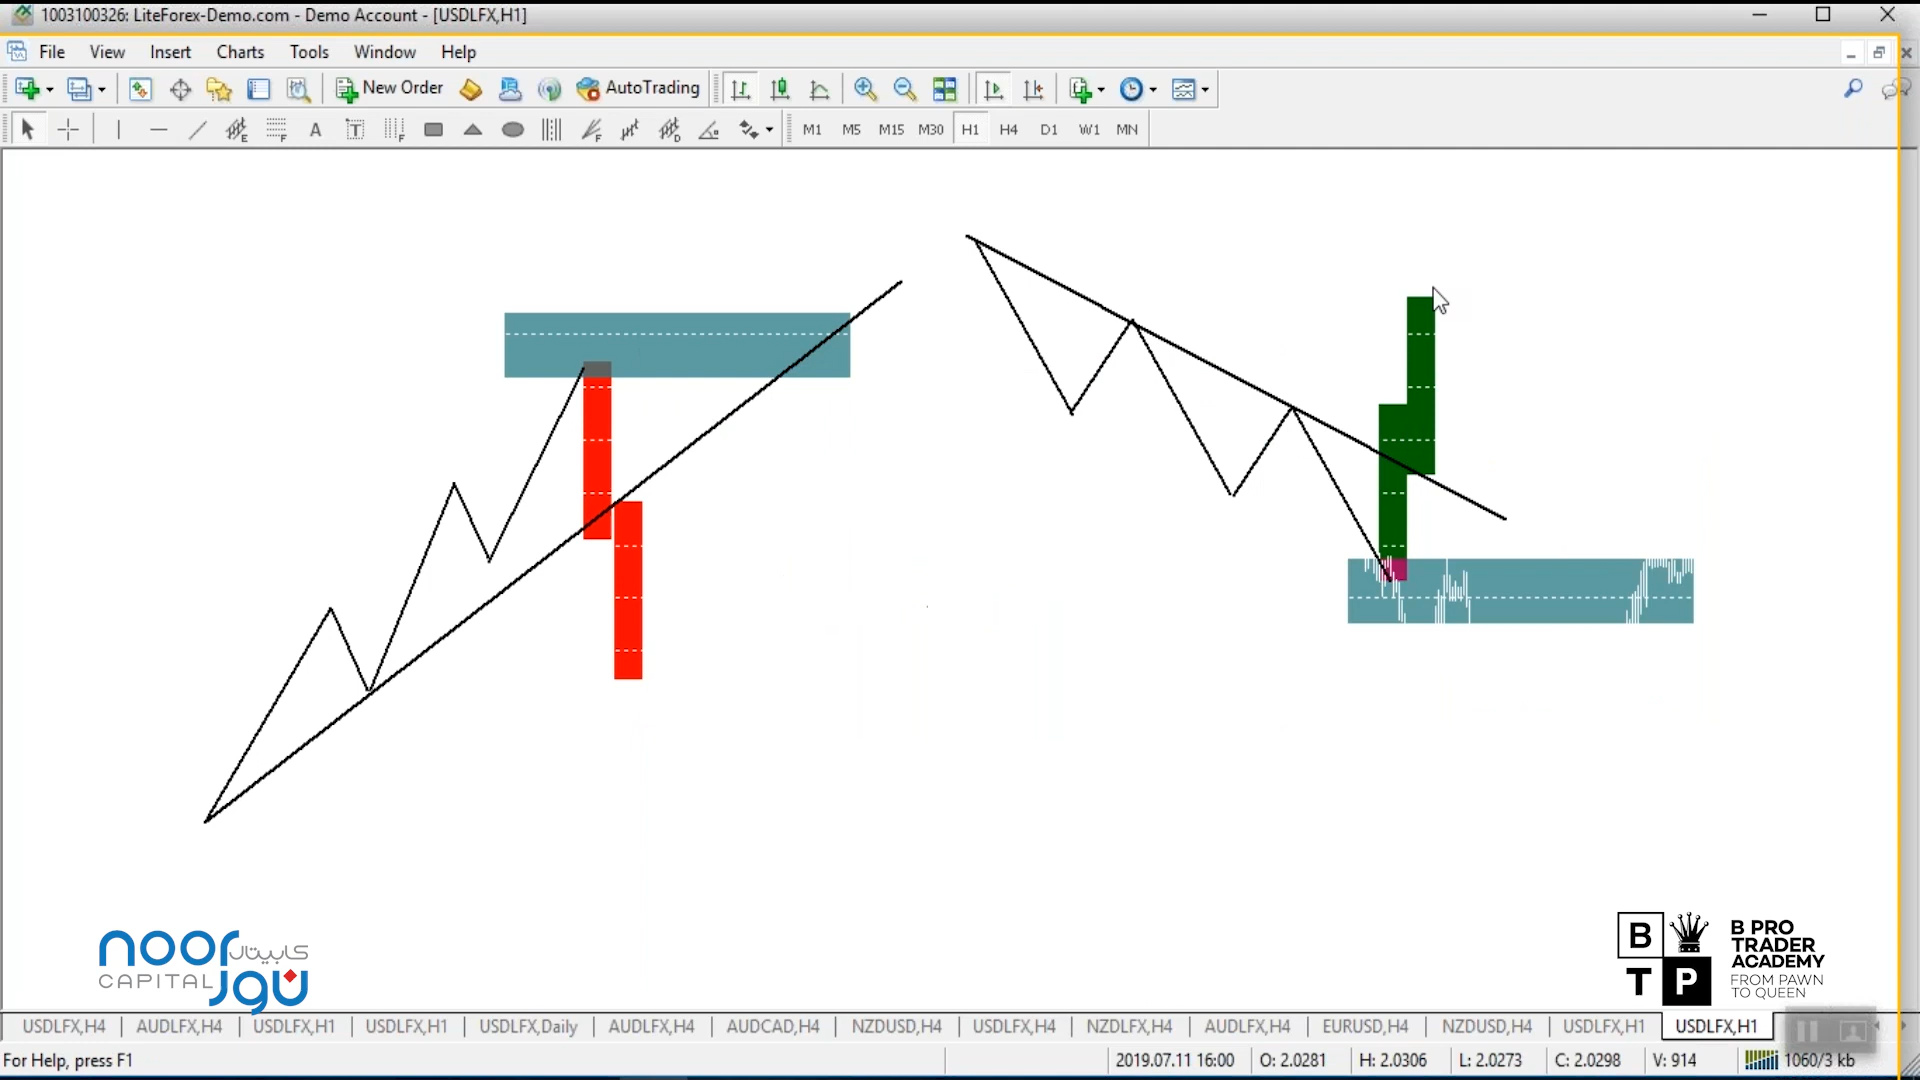 1003100326: LiteForex-Demo.com - Demo Account - [USDLFX,H1]
File View Insert Charts Tools Window Help
New Order AutoTrading
M1 M5 M15 M30 H1 H4 D1 W1 MN
noor كابيتال
CAPITAL نور
B PRO
TRADER
ACADEMY
FROM PAWN
TO QUEEN
B
T P
USDLFX,H4 AUDLFX,H4 USDLFX,H1 USDLFX,H1 USDLFX,Daily AUDLFX,H4 AUDCAD,H4 NZDUSD,H4 USDLFX,H4 NZDLFX,H4 AUDLFX,H4 EURUSD,H4 NZDUSD,H4 USDLFX,H1 USDLFX,H1
For Help, press F1 2019.07.11 16:00 O: 2.0281 H: 2.0306 L: 2.0273 C: 2.0298 V: 914 1060/3 kb